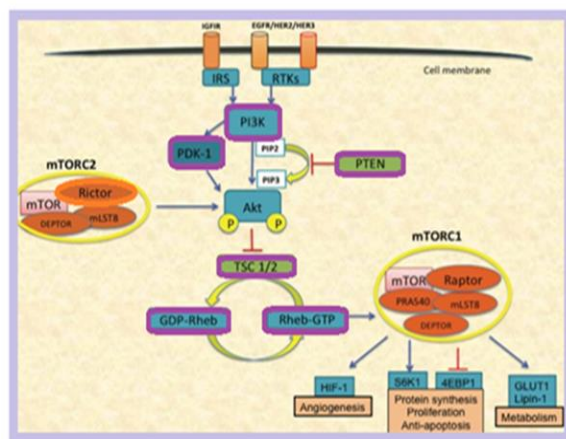 IGFIR
EGFR/HER2/HER3
IRS
RTKs
Cell membrane
PI3K
PDK-1
PIP2
PTEN
PIP3
mTORC2
Rictor
mTOR
mLST8
DEPTOR
Akt
P
P
TSC 1/2
mTORC1
mTOR
Raptor
PRAS40
mLST8
DEPTOR
GDP-Rheb
Rheb-GTP
HIF-1
Angiogenesis
S6K1
4EBP1
Protein synthesis
Proliferation
Anti-apoptosis
GLUT1
Lipin-1
Metabolism